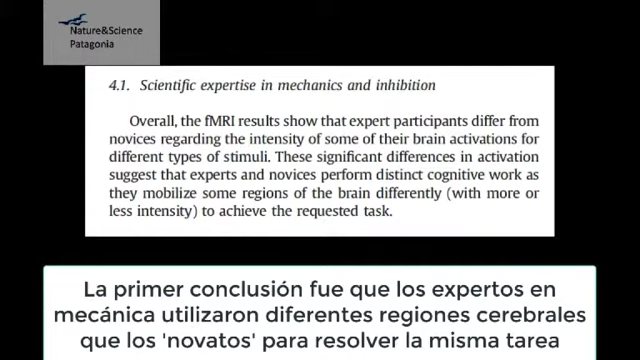 Nature&Science
Patagonia
4.1. Scientific expertise in mechanics and inhibition
Overall, the fMRI results show that expert participants differ from
novices regarding the intensity of some of their brain activations for
different types of stimuli. These significant differences in activation
suggest that experts and novices perform distinct cognitive work as
they mobilize some regions of the brain differently (with more or
less intensity) to achieve the requested task.
La primer conclusión fue que los expertos en
mecánica utilizaron diferentes regiones cerebrales
que los 'novatos' para resolver la misma tarea